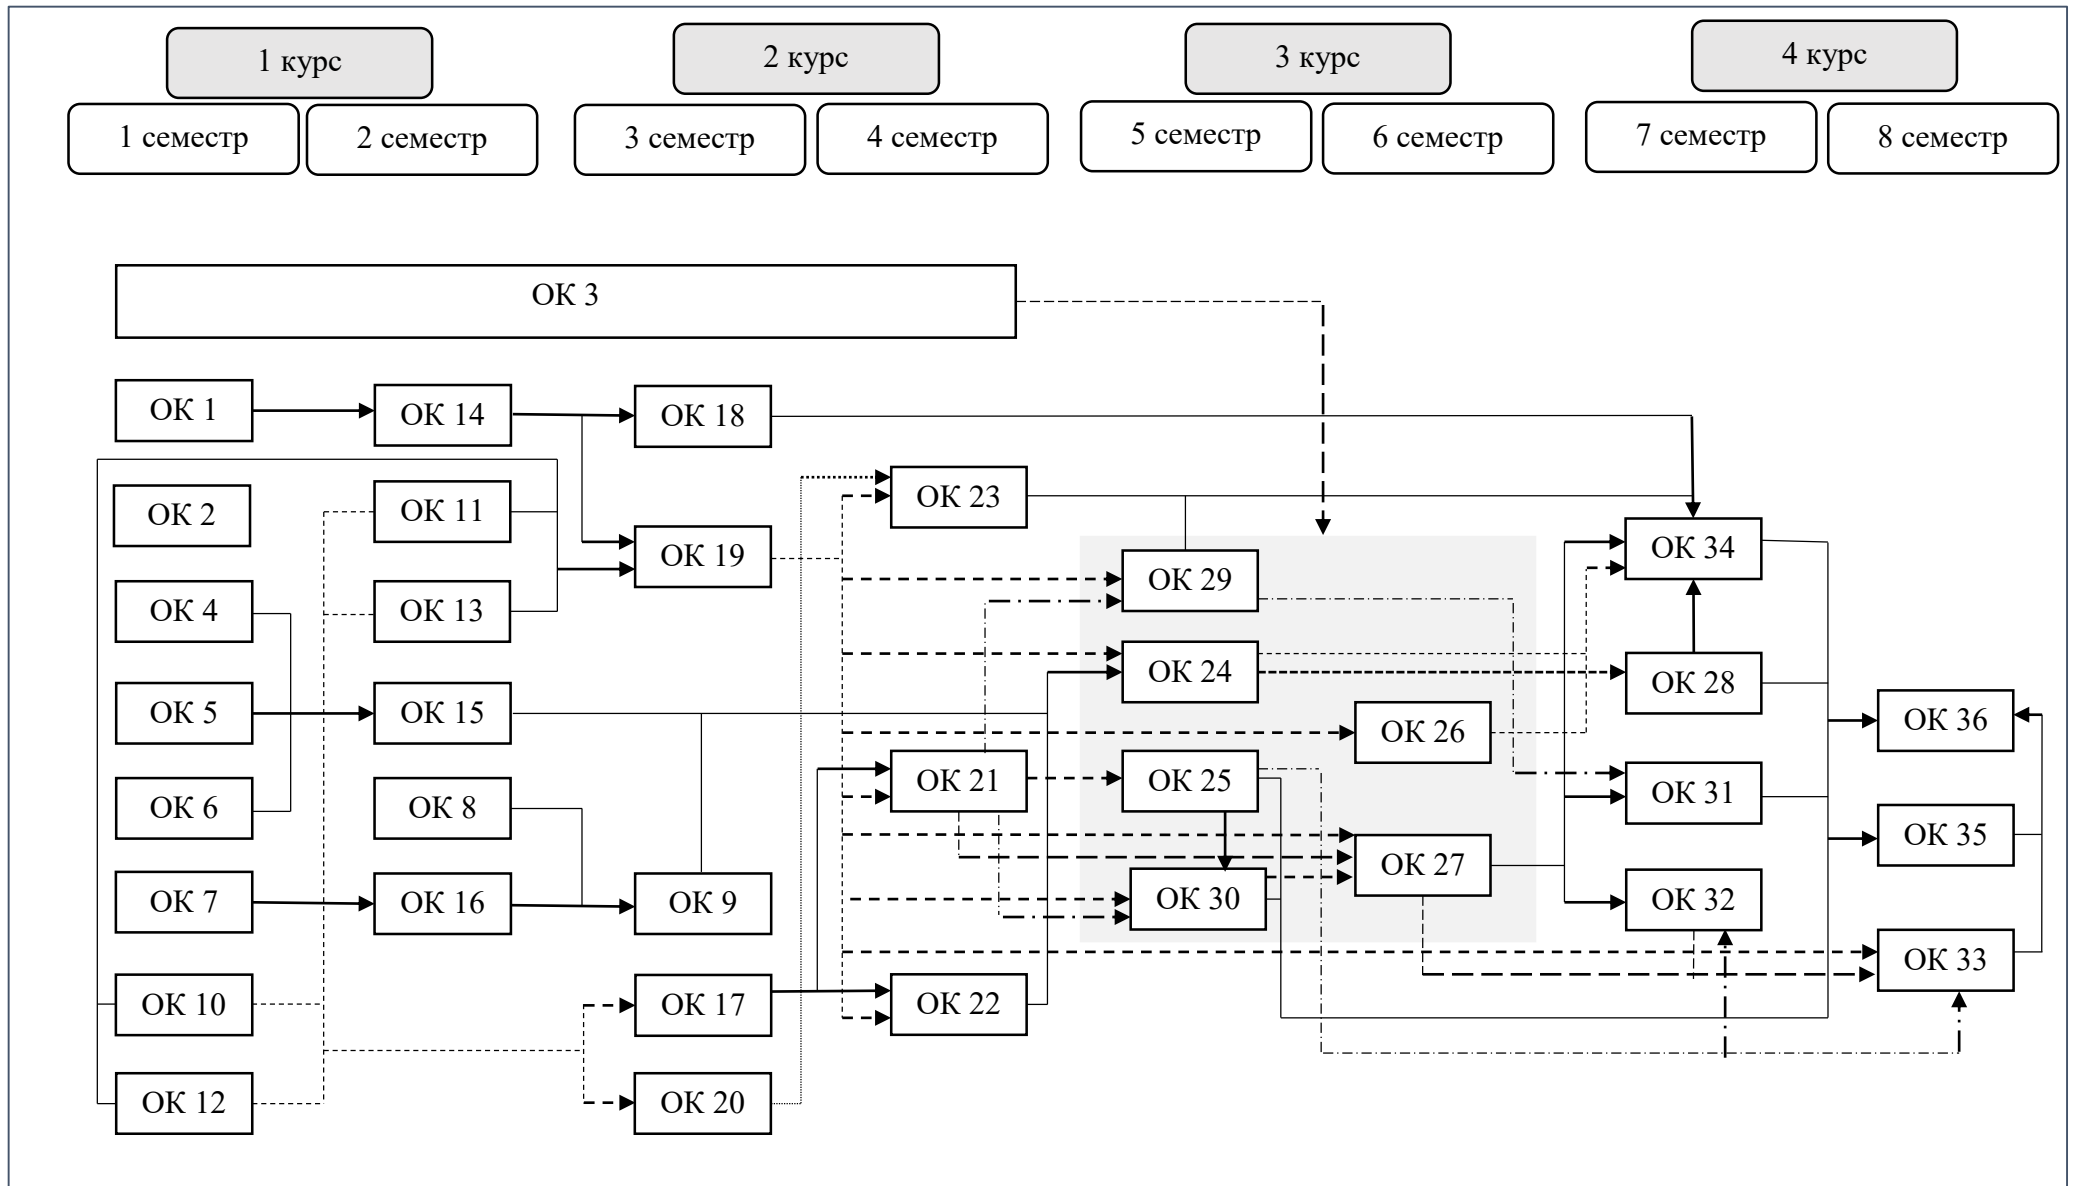 1 курс
2 курс
3 курс
4 курс
1 семестр
2 семестр
3 семестр
4 семестр
5 семестр
6 семестр
7 семестр
8 семестр
ОК 3
ОК 1
ОК 14
ОК 18
ОК 2
ОК 11
ОК 23
ОК 19
ОК 34
ОК 29
ОК 4
ОК 13
ОК 24
ОК 28
ОК 5
ОК 15
ОК 26
ОК 36
ОК 6
ОК 8
ОК 21
ОК 25
ОК 31
ОК 35
ОК 27
ОК 7
ОК 16
ОК 9
ОК 30
ОК 32
ОК 33
ОК 10
ОК 17
ОК 22
ОК 12
ОК 20